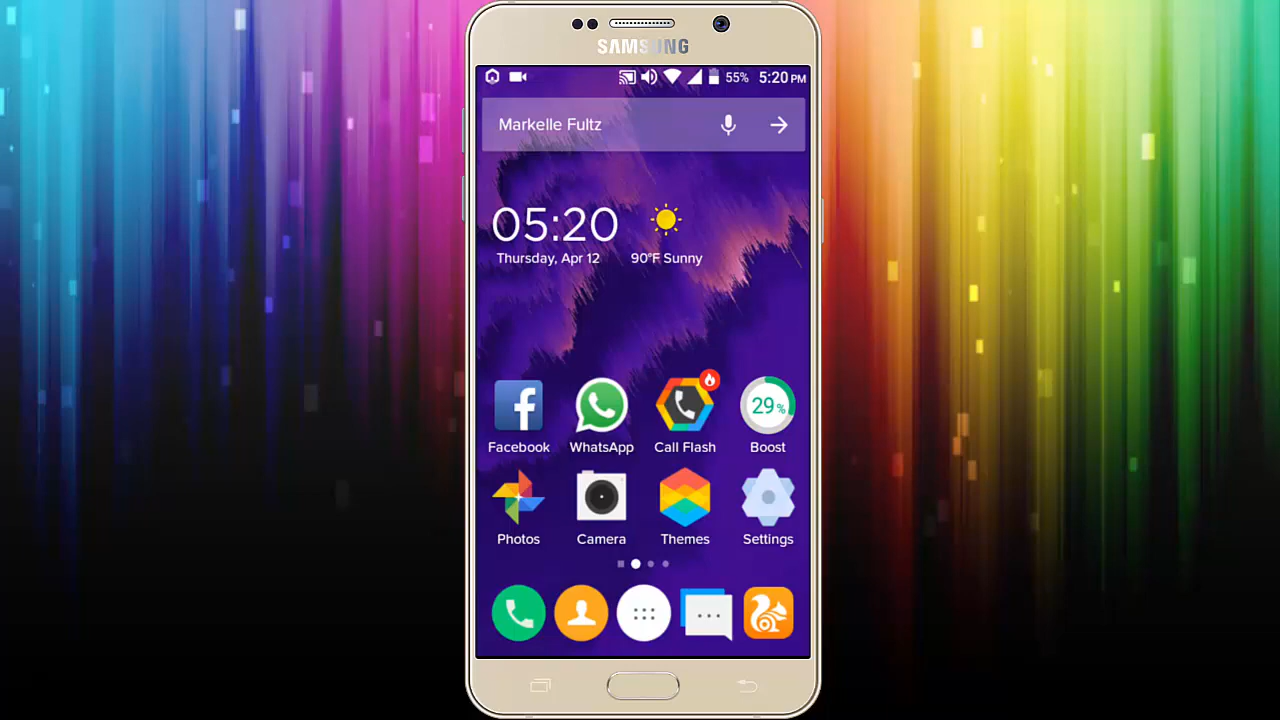 SAMSUNG
55% 5:20 PM
Markelle Fultz
05:20
Thursday, Apr 12 90°F Sunny
29%
Facebook WhatsApp Call Flash Boost
Photos Camera Themes Settings